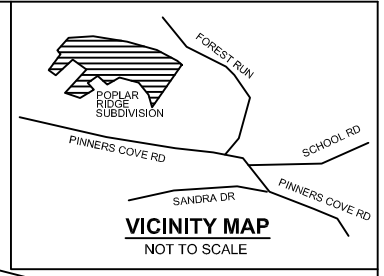 FOREST RUN
POPLAR
RIDGE
SUBDIVISION
PINNERS COVE RD
SCHOOL RD
SANDRA DR
PINNERS COVE RD
VICINITY MAP
NOT TO SCALE